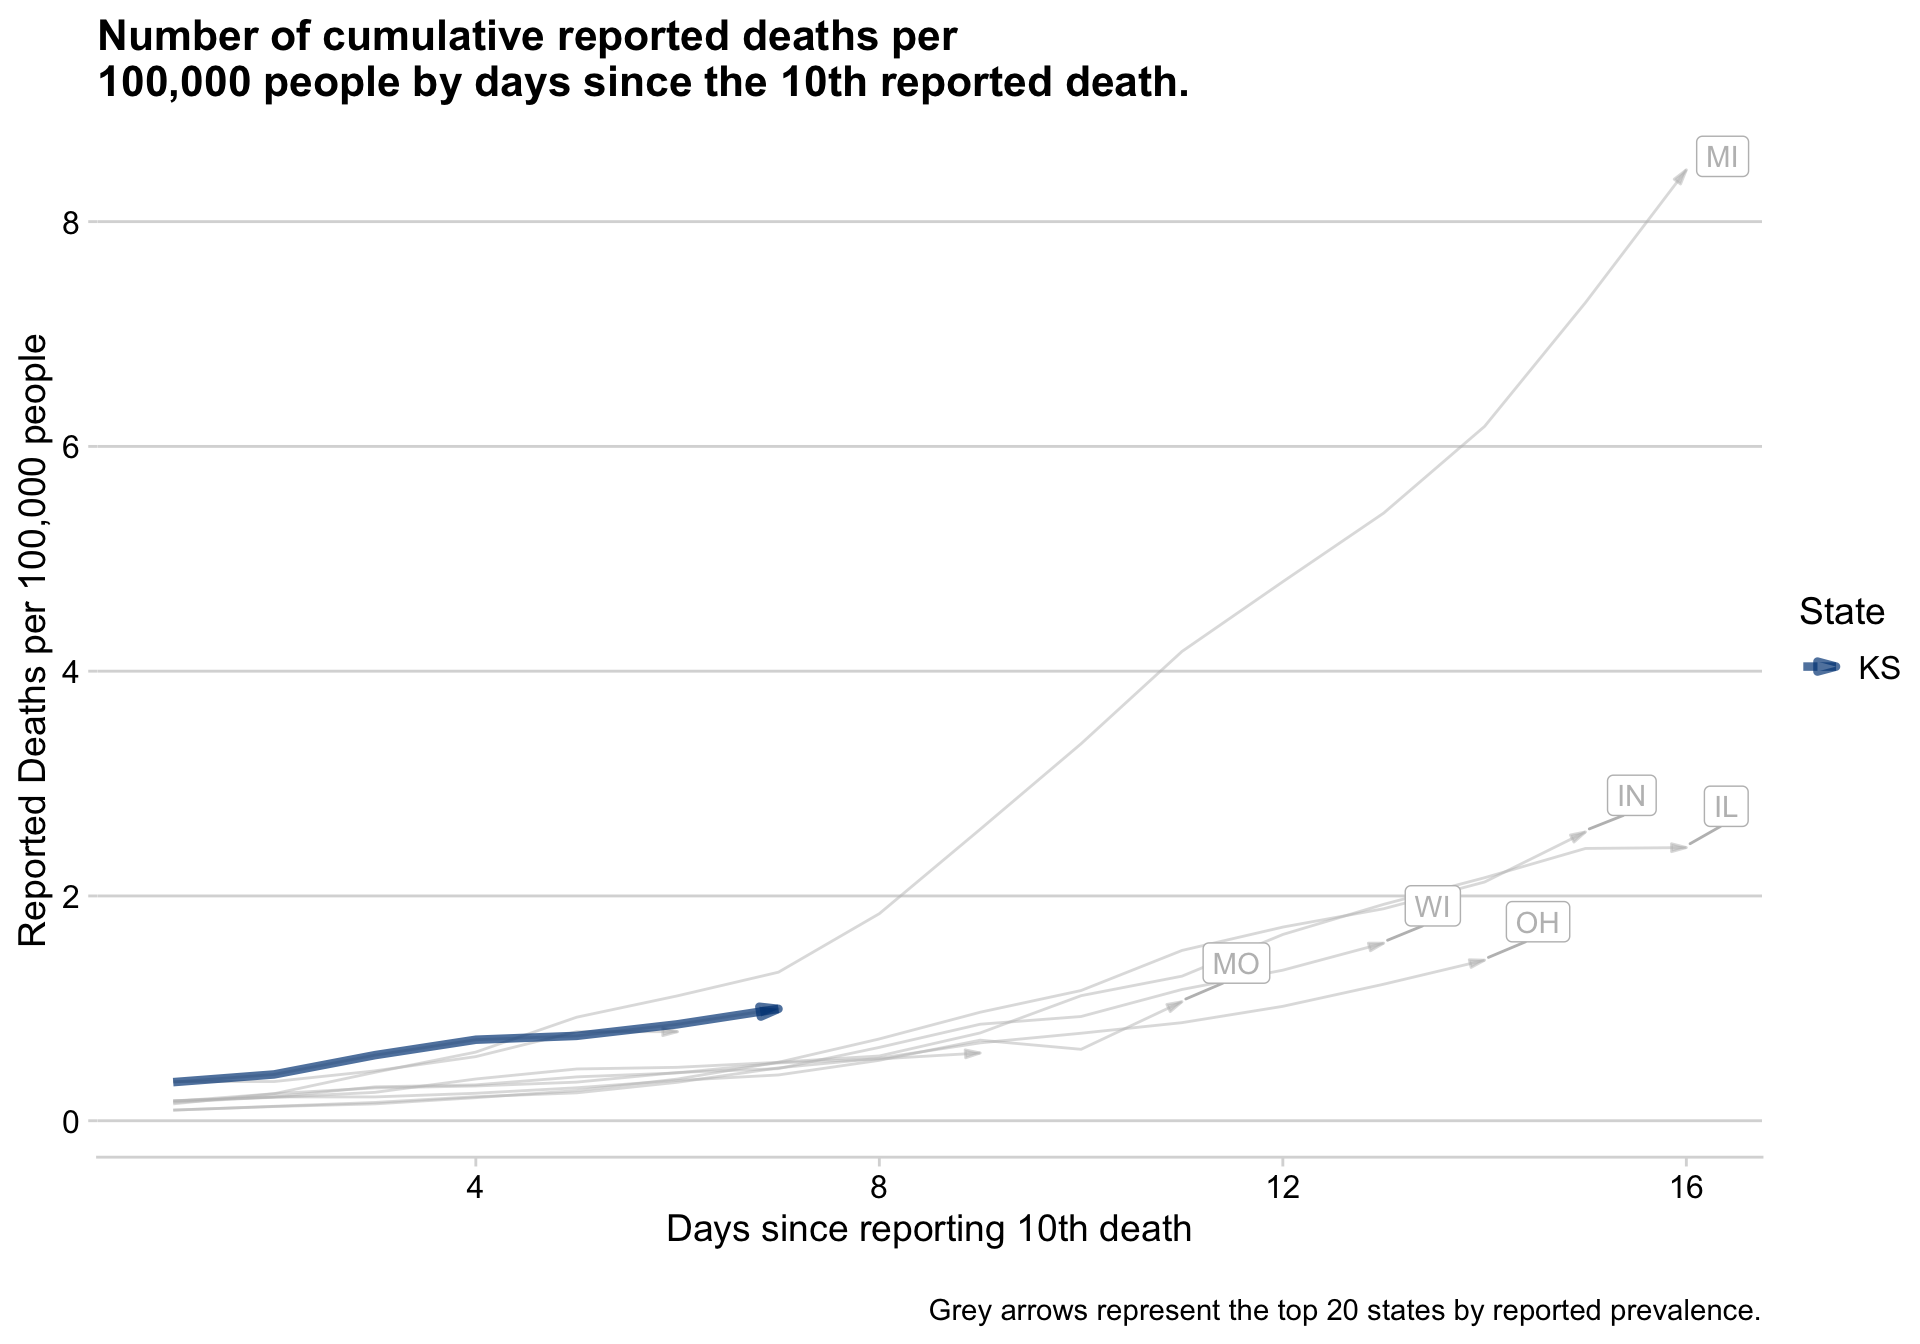 Number of cumulative reported deaths per
100,000 people by days since the 10th reported death.
Reported Deaths per 100,000 people
8
6
4
2
0
MI
IN
IL
WI
OH
MO
State
KS
4
8
12
16
Days since reporting 10th death
Grey arrows represent the top 20 states by reported prevalence.